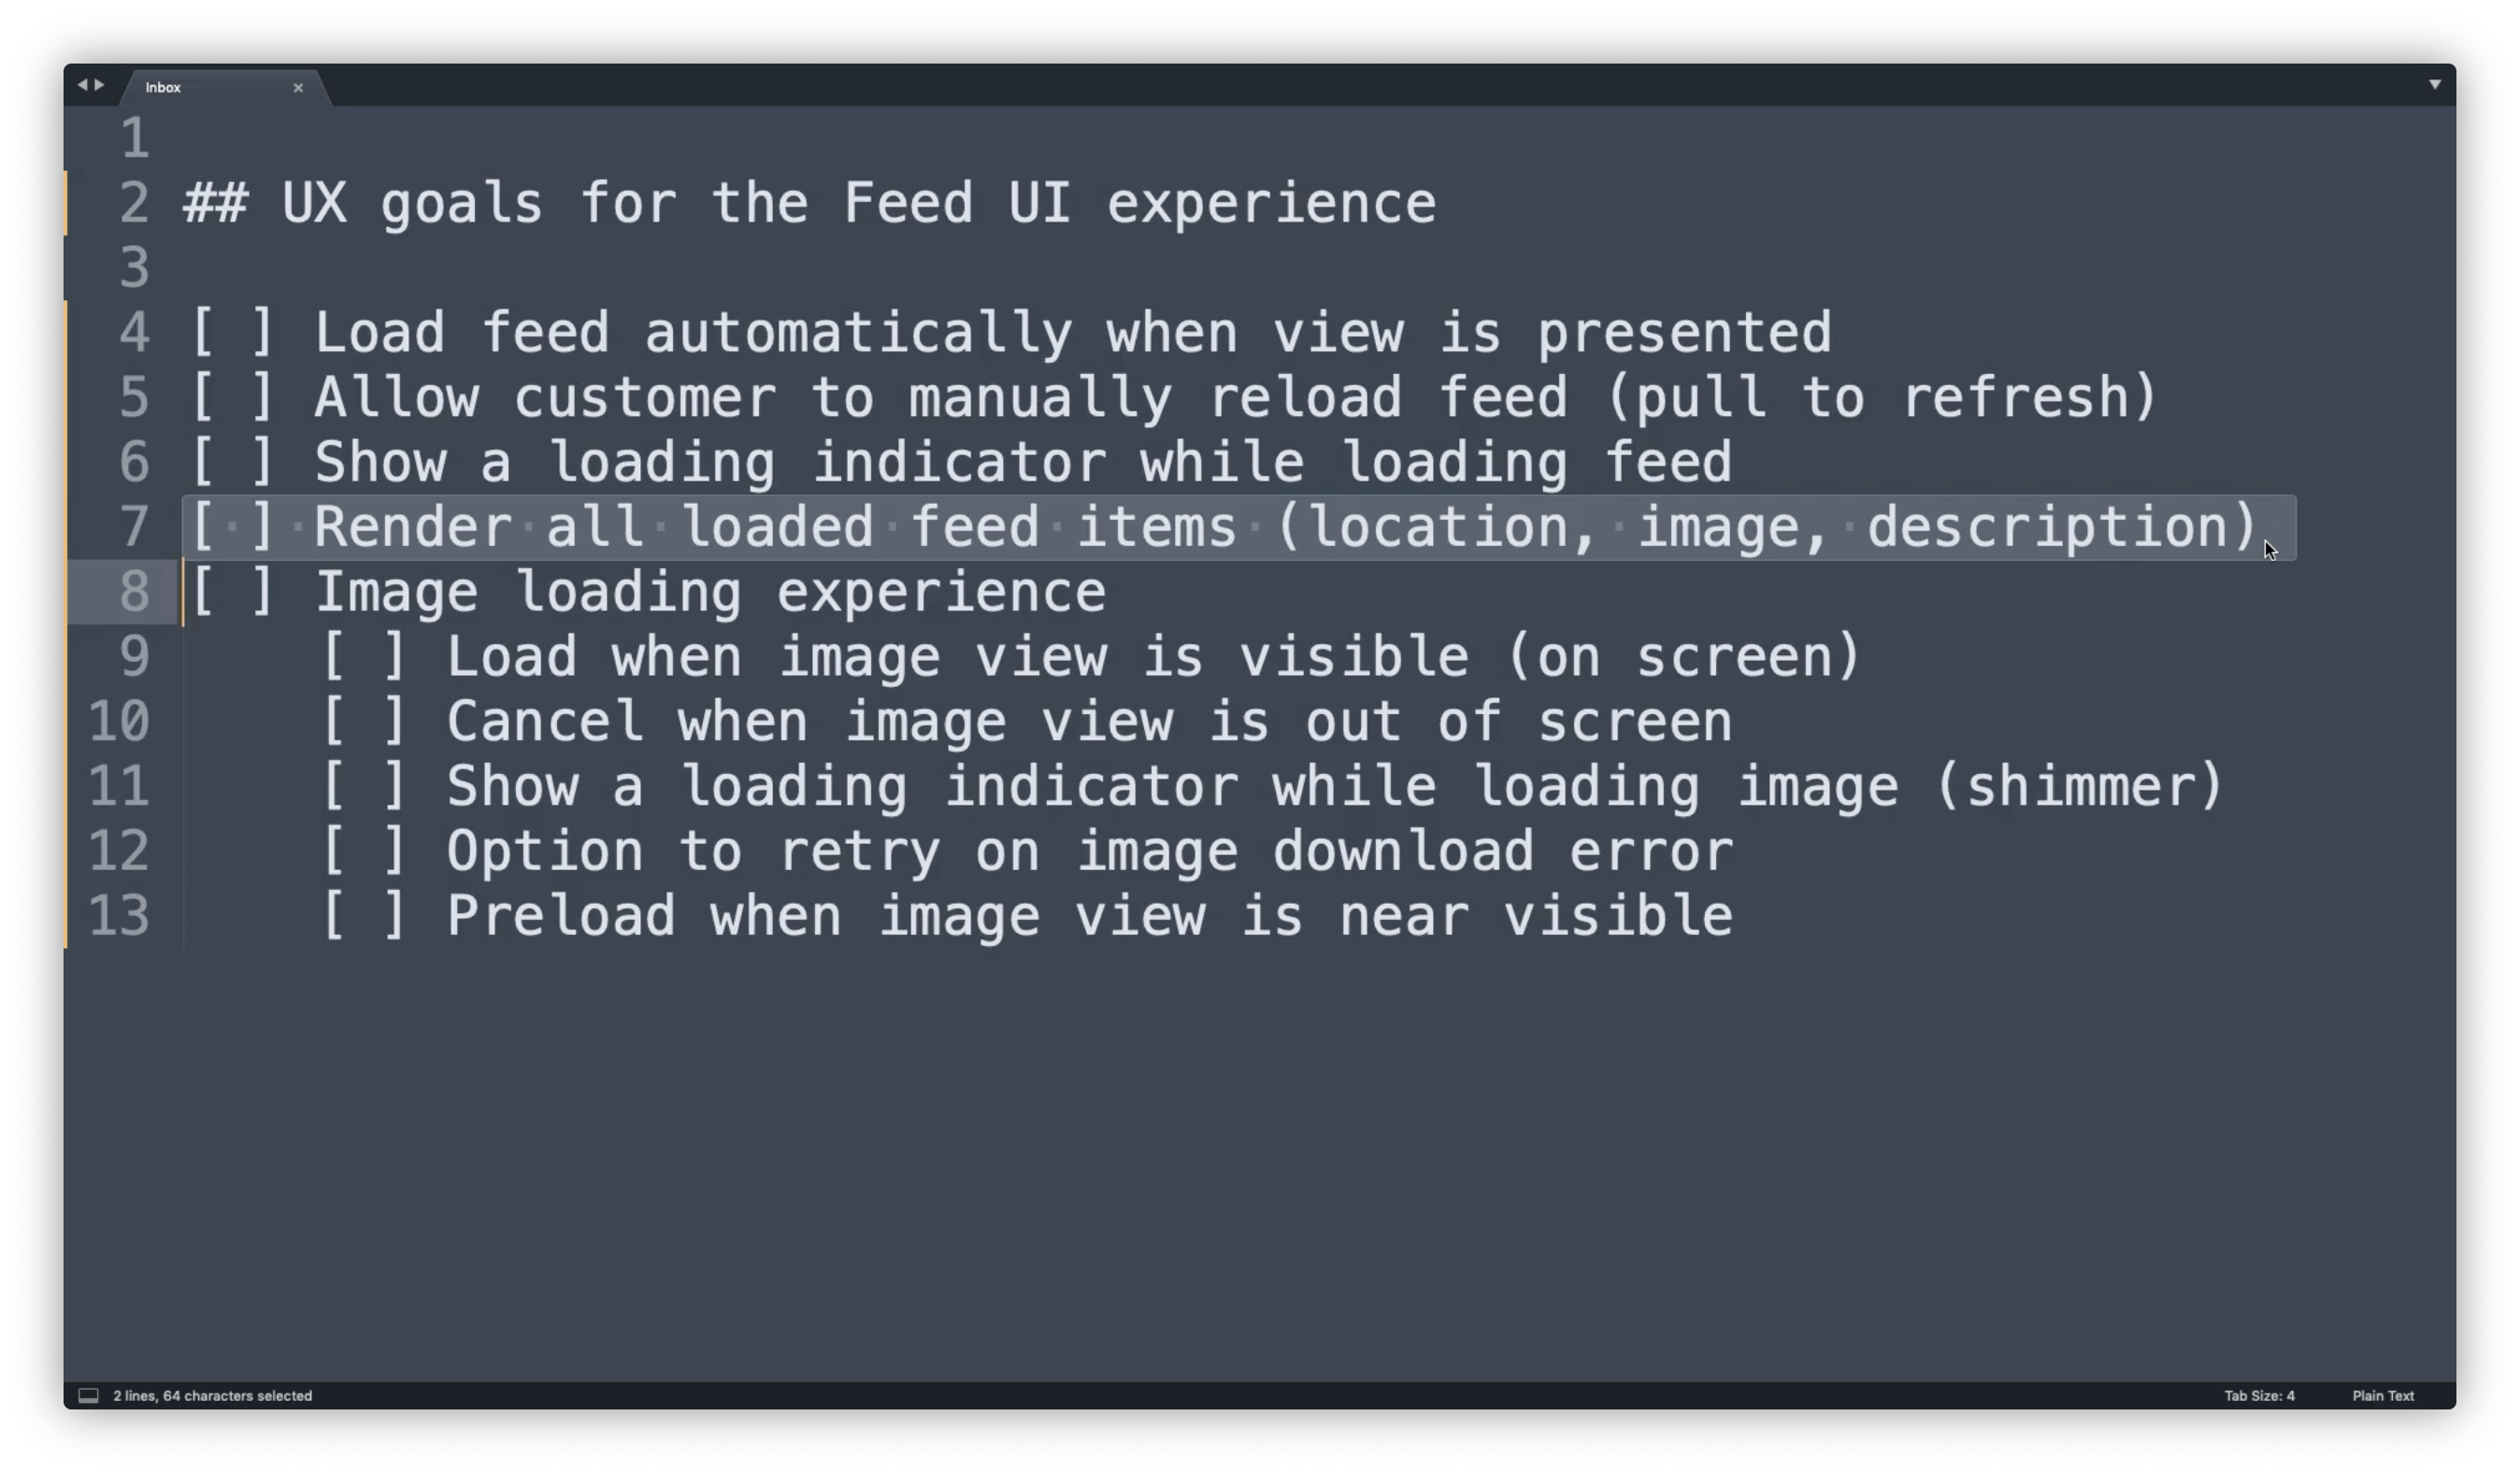 Inbox
1
2 ## UX goals for the Feed UI experience
3
4 [ ] Load feed automatically when view is presented
5 [ ] Allow customer to manually reload feed (pull to refresh)
6 [ ] Show a loading indicator while loading feed
7 [ ] Render all loaded feed items (location, image, description)
8 [ ] Image loading experience
9     [ ] Load when image view is visible (on screen)
10     [ ] Cancel when image view is out of screen
11     [ ] Show a loading indicator while loading image (shimmer)
12     [ ] Option to retry on image download error
13     [ ] Preload when image view is near visible
2 lines, 64 characters selected Tab Size: 4 Plain Text